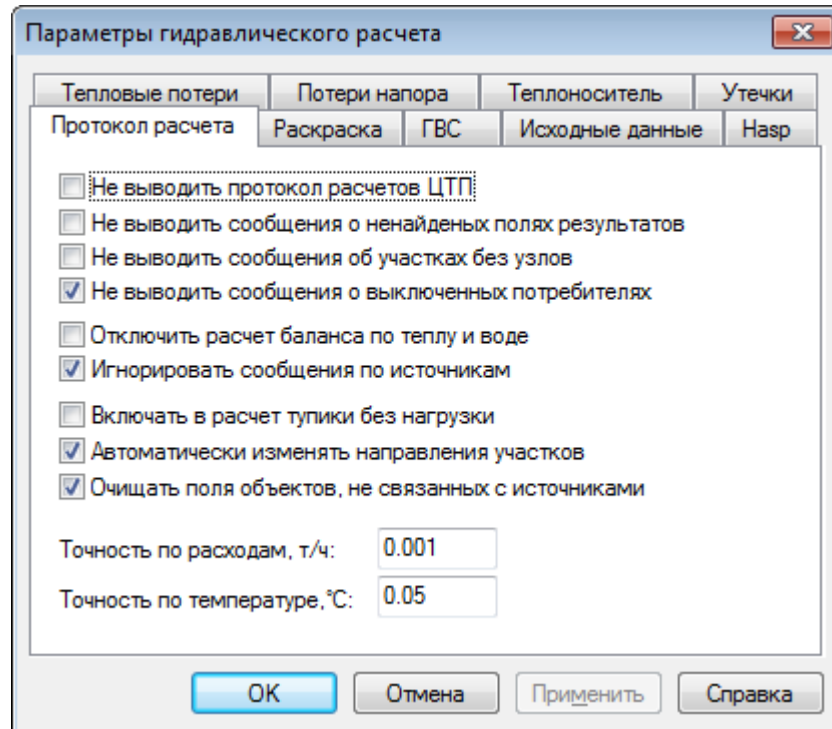 Параметры гидравлического расчета
Тепловые потери Потери напора Теплоноситель Утечки
Протокол расчета Раскраска ГВС Исходные данные Hasp
Не выводить протокол расчетов ЦТП
Не выводить сообщения о ненайденых полях результатов
Не выводить сообщения об участках без узлов
Не выводить сообщения о выключенных потребителях
Отключить расчет баланса по теплу и воде
Игнорировать сообщения по источникам
Включать в расчет тупики без нагрузки
Автоматически изменять направления участков
Очищать поля объектов, не связанных с источниками
Точность по расходам, т/ч: 0.001
Точность по температуре,°С: 0.05
ОК Отмена Применить Справка